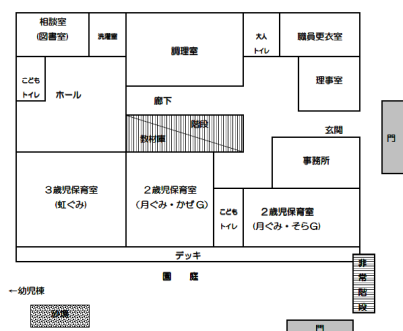 相談室
(図書室)
洗濯室
調理室
大人
トイレ
職員更衣室
こども
トイレ
ホール
理事室
廊下
階段
教材庫
玄関
門
事務所
3歳児保育室
(虹ぐみ)
2歳児保育室
(月ぐみ・かぜG)
こども
トイレ
2歳児保育室
(月ぐみ・そらG)
デッキ
園　庭
非常階段
←幼児棟
砂場
門